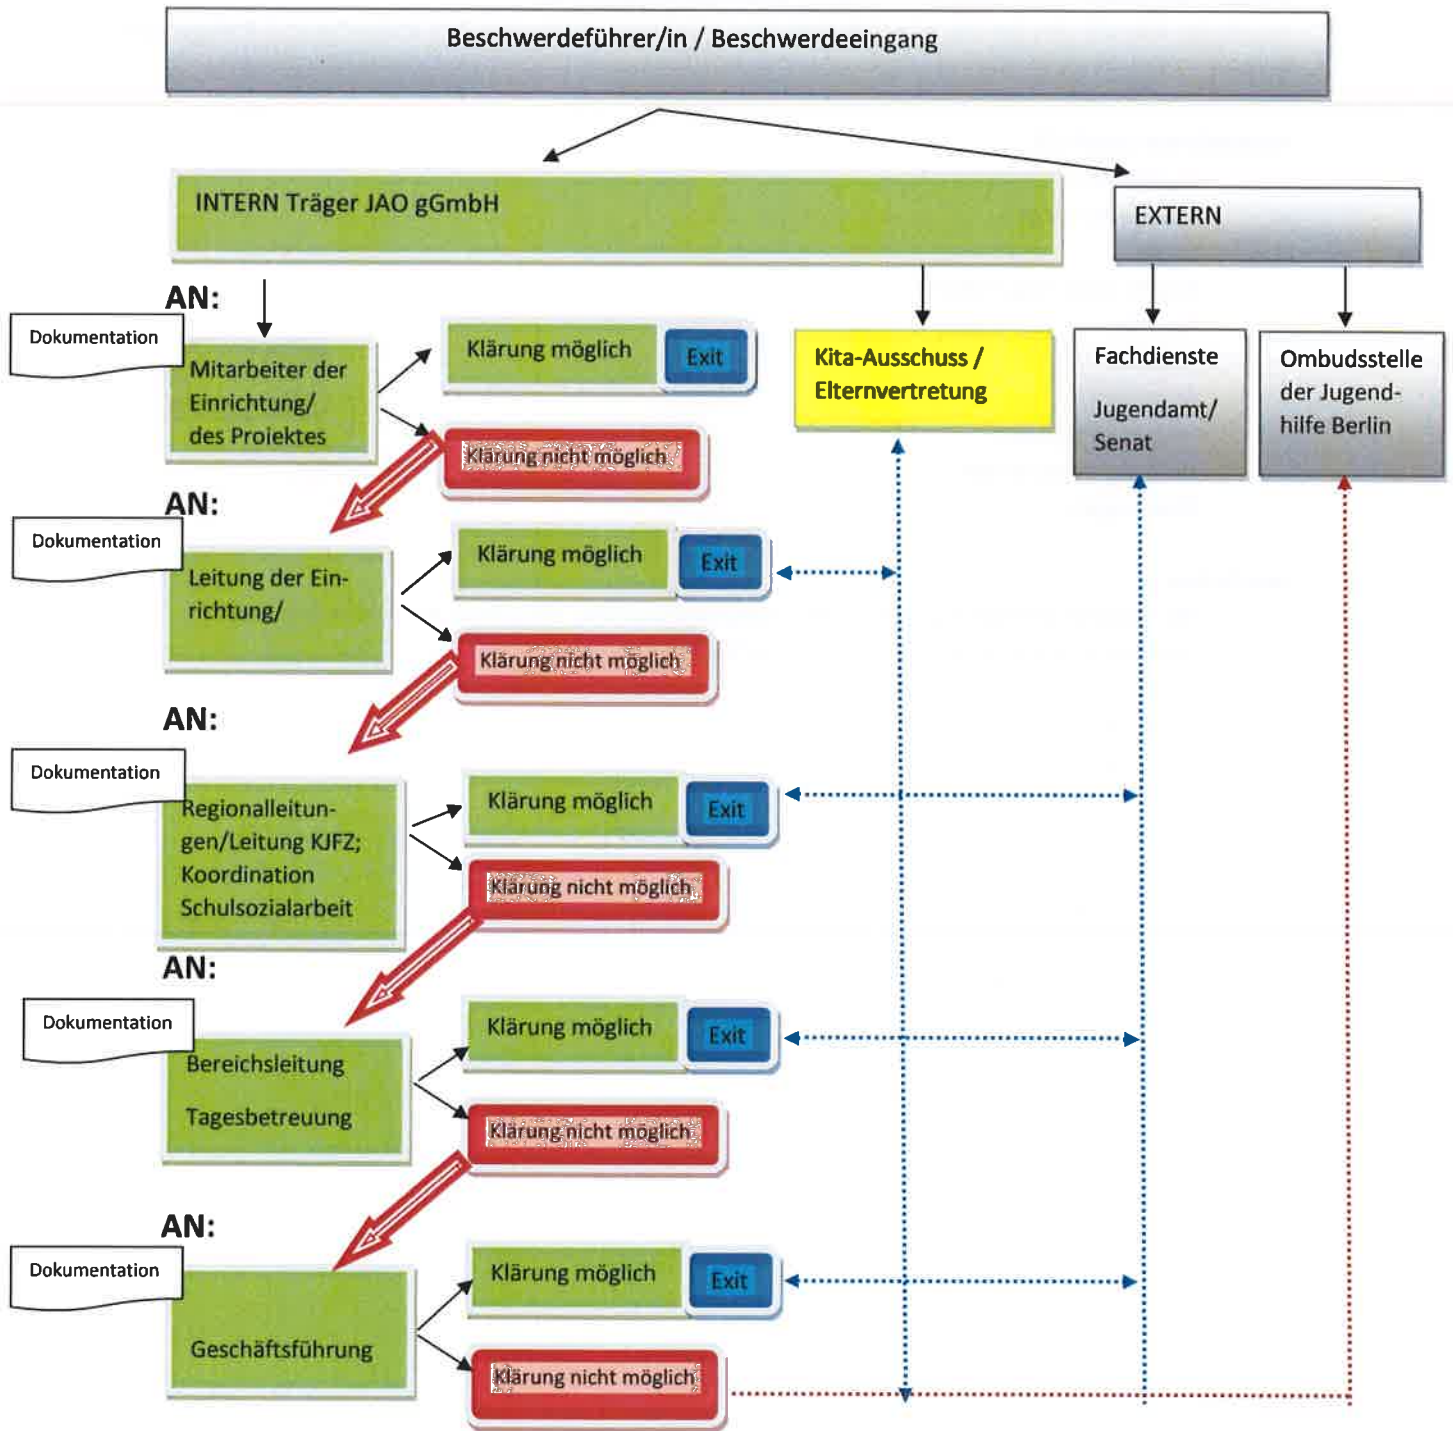 Beschwerdeführer/in / Beschwerdeeingang
INTERN Träger JAO gGmbH
EXTERN
AN:
Dokumentation
Mitarbeiter der
Einrichtung/
des Projektes
Klärung möglich
Exit
Klärung nicht möglich
Kita-Ausschuss /
Elternvertretung
Fachdienste
Jugendamt/
Senat
Ombudsstelle
der Jugend-
hilfe Berlin
AN:
Dokumentation
Leitung der Ein-
richtung/
Klärung möglich
Exit
Klärung nicht möglich
AN:
Dokumentation
Regionalleitun-
gen/Leitung KJFZ;
Koordination
Schulsozialarbeit
Klärung möglich
Exit
Klärung nicht möglich
AN:
Dokumentation
Bereichsleitung
Tagesbetreuung
Klärung möglich
Exit
Klärung nicht möglich
AN:
Dokumentation
Geschäftsführung
Klärung möglich
Exit
Klärung nicht möglich